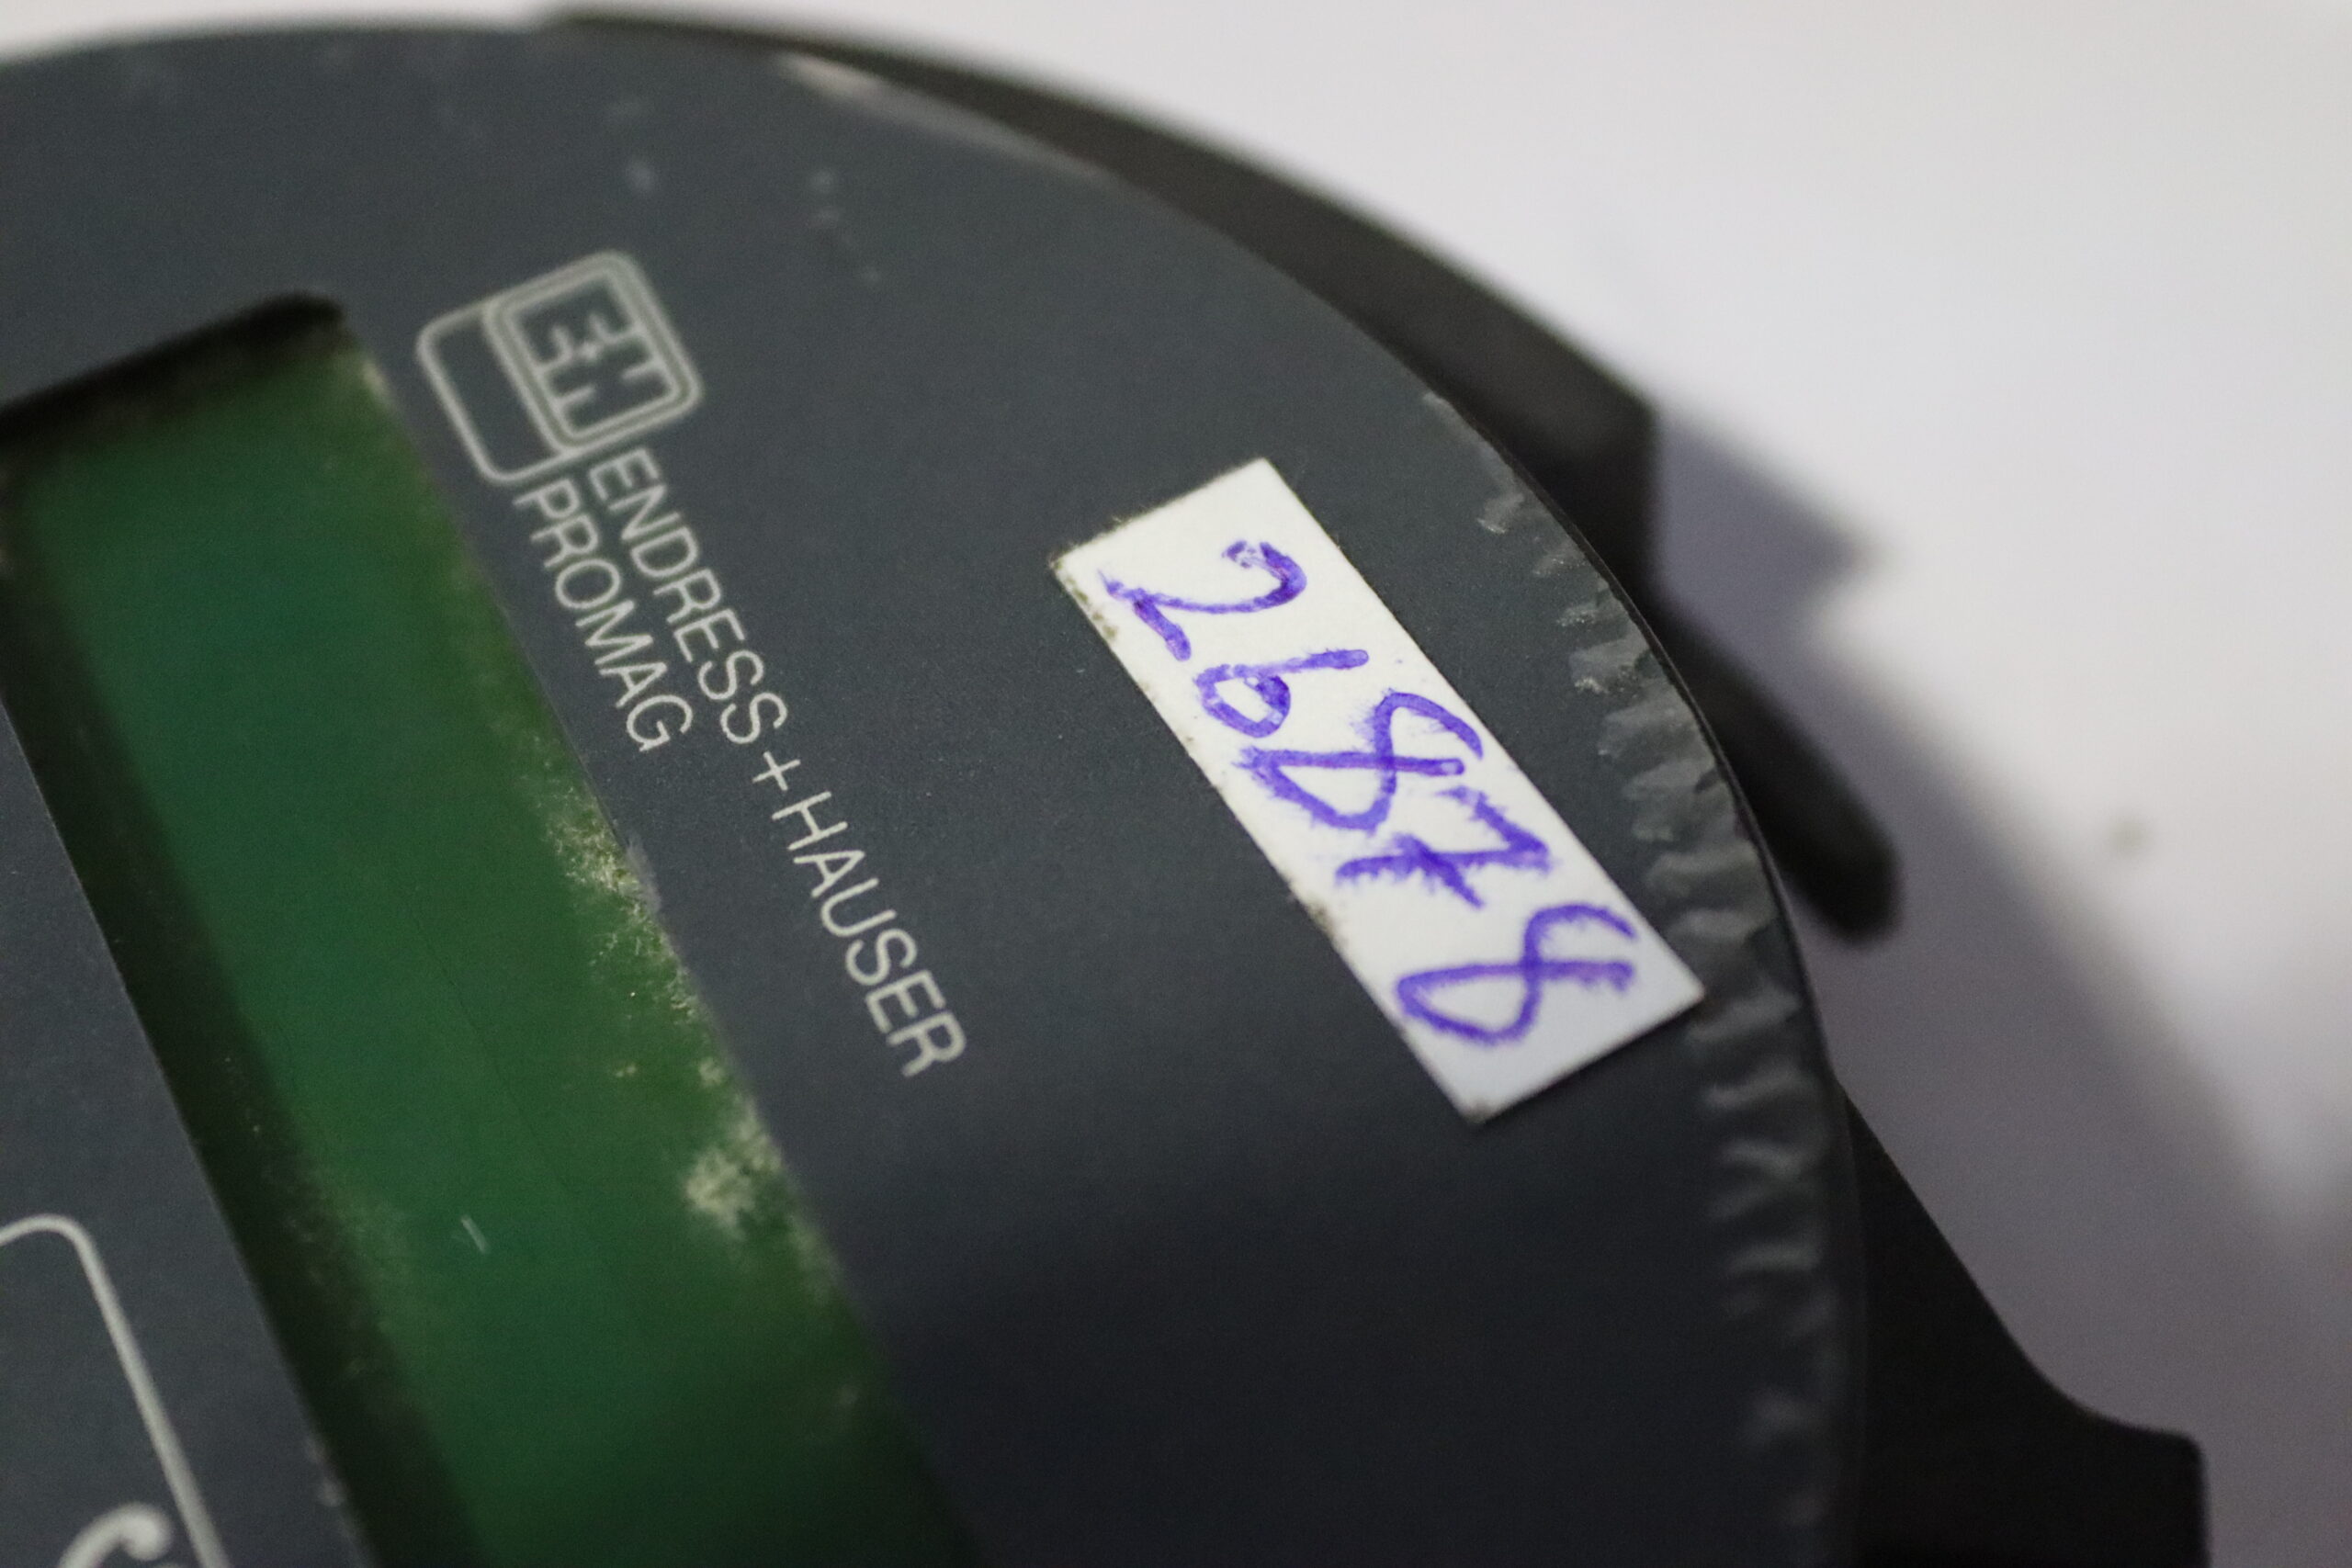 26878
E+H
ENDRESS+HAUSER
PROMAG